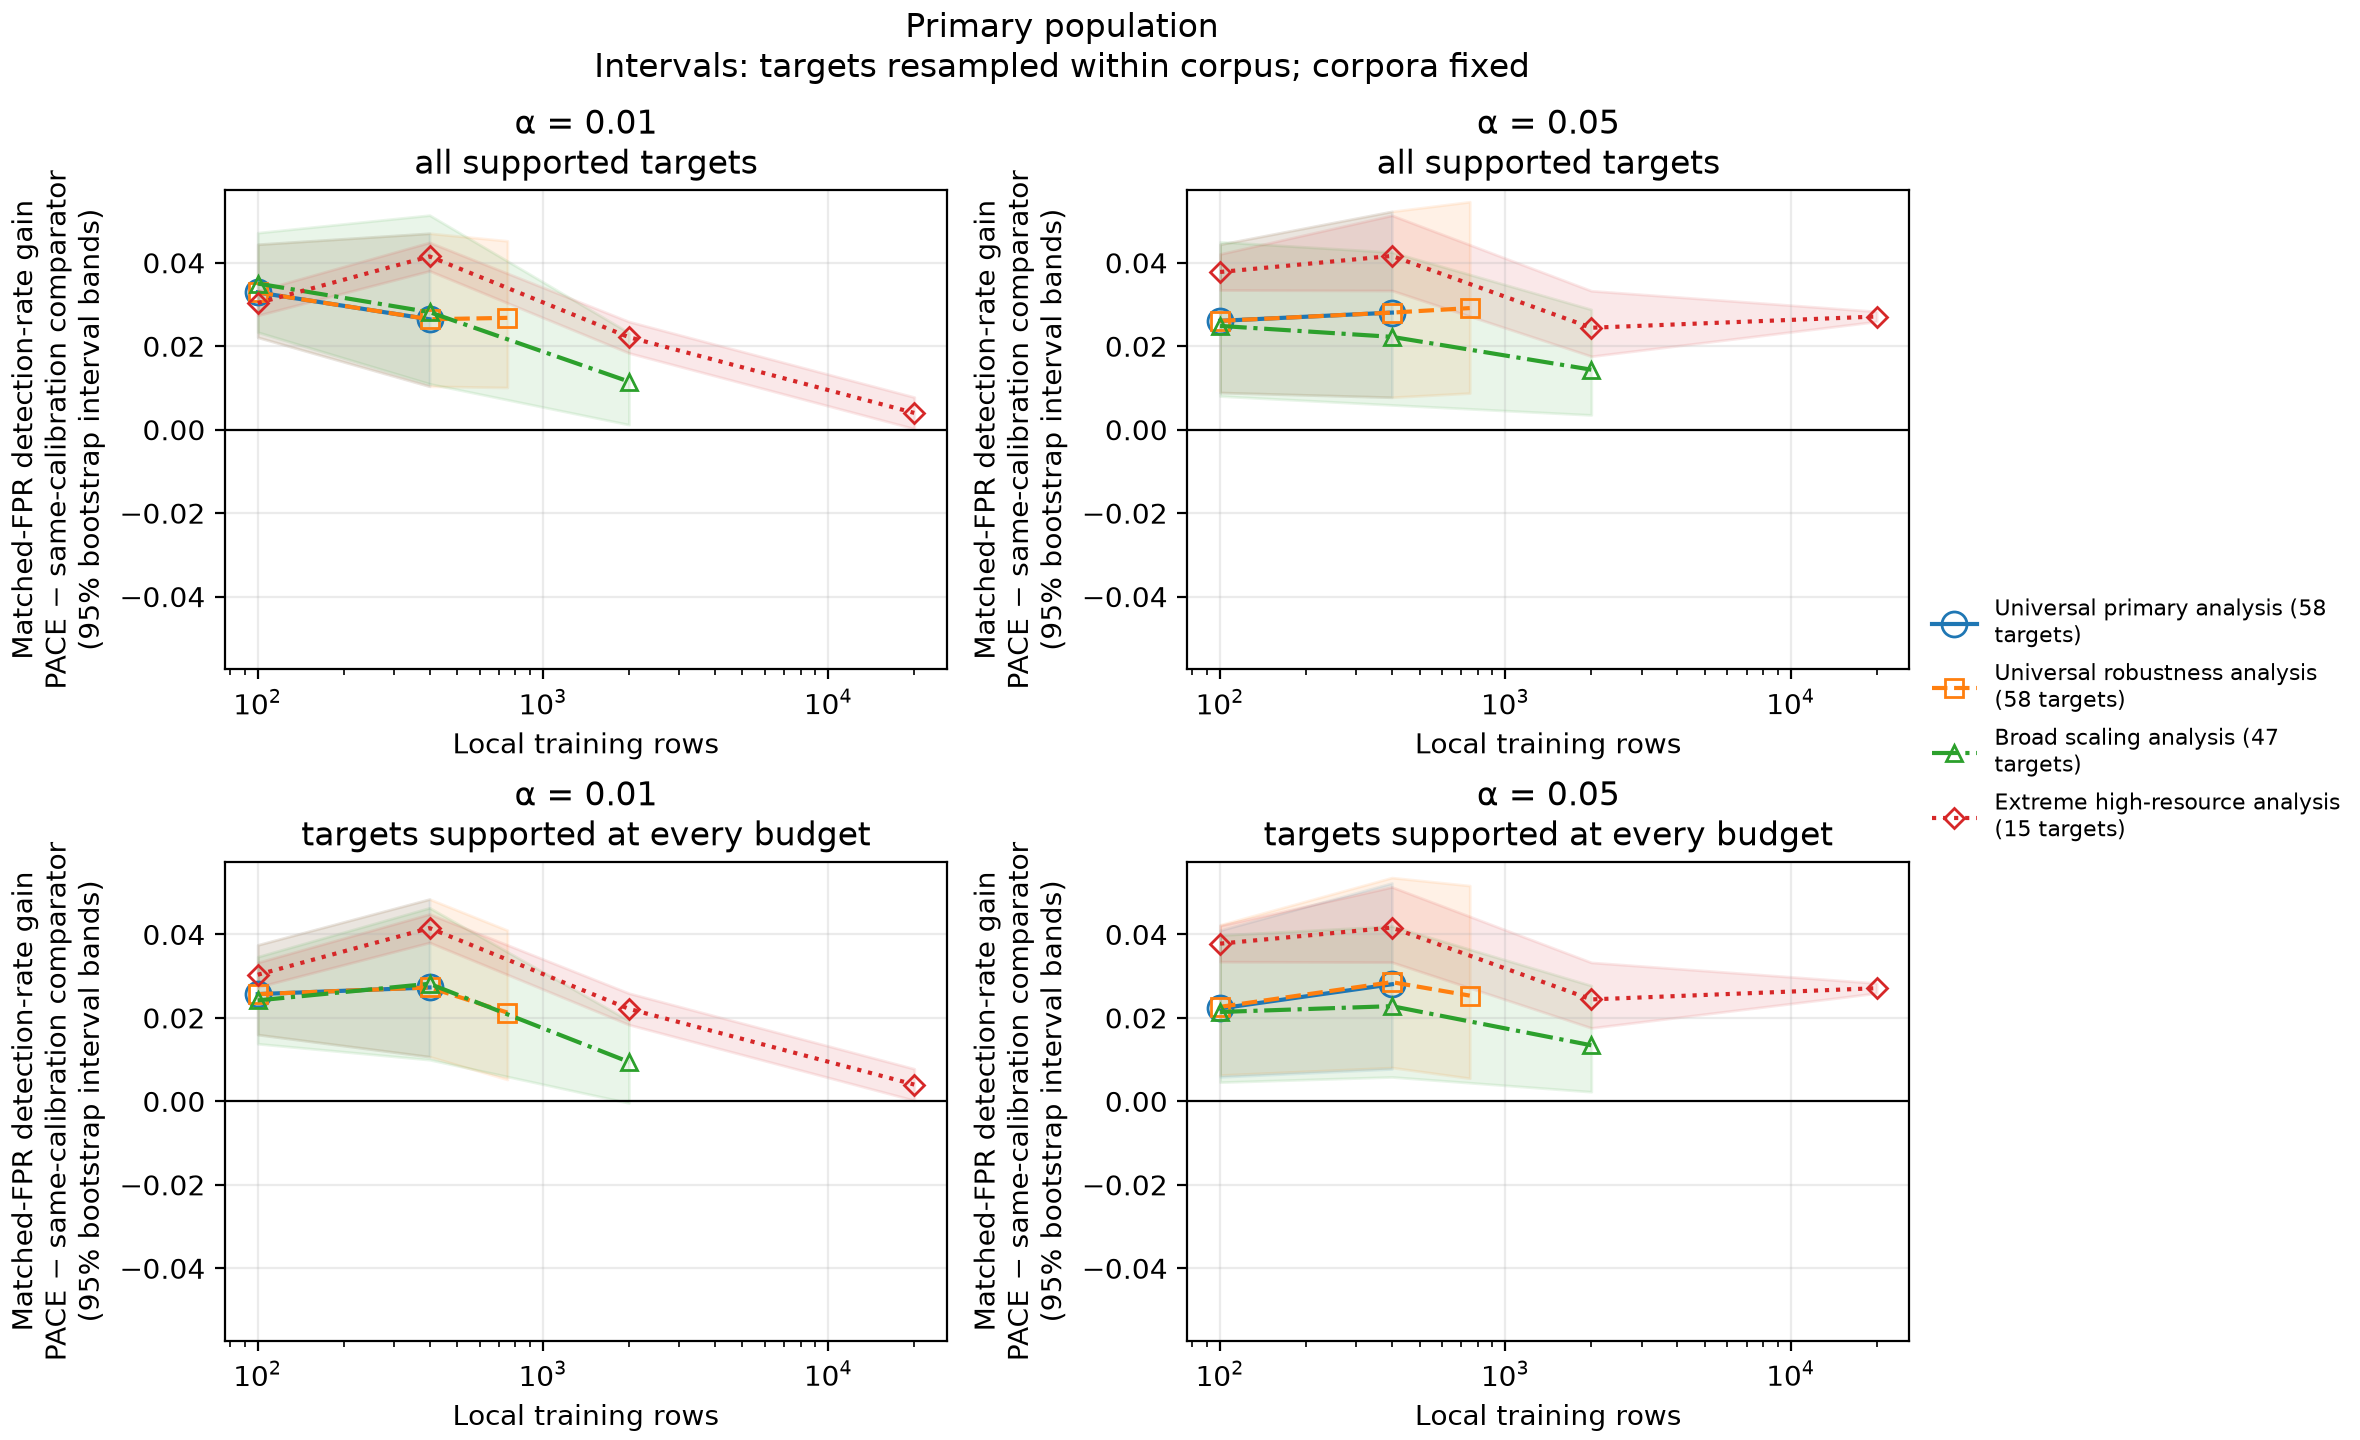 Primary population
Intervals: targets resampled within corpus; corpora fixed
α = 0.01
all supported targets
Matched-FPR detection-rate gain
PACE − same-calibration comparator
(95% bootstrap interval bands)
0.04
0.02
0.00
−0.02
−0.04
10²
10³
10⁴
Local training rows
α = 0.05
all supported targets
Matched-FPR detection-rate gain
PACE − same-calibration comparator
(95% bootstrap interval bands)
0.04
0.02
0.00
−0.02
−0.04
10²
10³
10⁴
Local training rows
Universal primary analysis (58
targets)
Universal robustness analysis
(58 targets)
Broad scaling analysis (47
targets)
Extreme high-resource analysis
(15 targets)
α = 0.01
targets supported at every budget
Matched-FPR detection-rate gain
PACE − same-calibration comparator
(95% bootstrap interval bands)
0.04
0.02
0.00
−0.02
−0.04
10²
10³
10⁴
Local training rows
α = 0.05
targets supported at every budget
Matched-FPR detection-rate gain
PACE − same-calibration comparator
(95% bootstrap interval bands)
0.04
0.02
0.00
−0.02
−0.04
10²
10³
10⁴
Local training rows